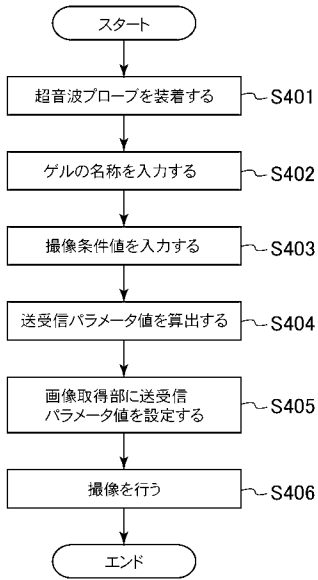 スタート
超音波プローブを装着する
S401
ゲルの名称を入力する
S402
撮像条件値を入力する
S403
送受信パラメータ値を算出する
S404
画像取得部に送受信
パラメータ値を設定する
S405
撮像を行う
S406
エンド